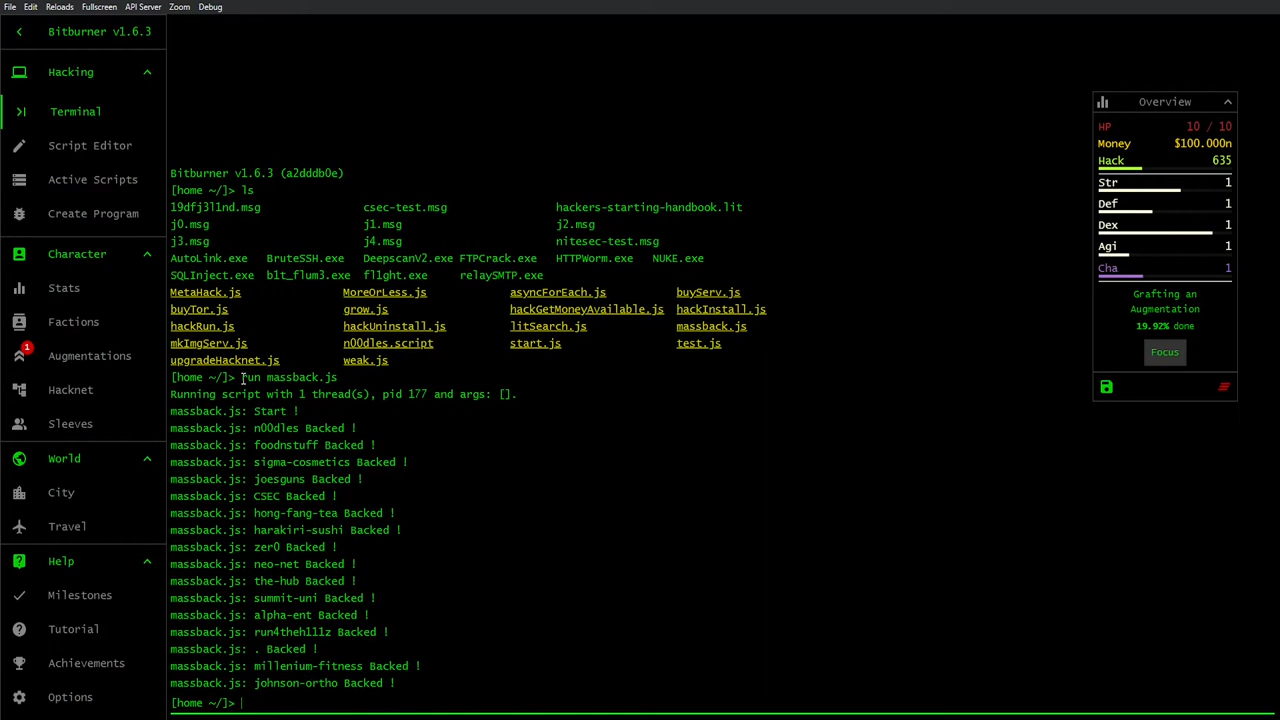 File Edit Reloads Fullscreen API Server Zoom Debug
Bitburner v1.6.3
Hacking
Terminal
Script Editor
Active Scripts
Create Program
Character
Stats
Factions
1
Augmentations
Hacknet
Sleeves
World
City
Travel
Help
Milestones
Tutorial
Achievements
Options
Bitburner v1.6.3 (a2dddb0e)
[home ~/]> ls
19dfj3l1nd.msg csec-test.msg hackers-starting-handbook.lit
j0.msg j1.msg j2.msg
j3.msg j4.msg nitesec-test.msg
AutoLink.exe BruteSSH.exe DeepscanV2.exe FTPCrack.exe HTTPWorm.exe NUKE.exe
SQLInject.exe b1t_flum3.exe fl1ght.exe relaySMTP.exe
MetaHack.js MoreOrLess.js asyncForEach.js buyServ.js
buyTor.js grow.js hackGetMoneyAvailable.js hackInstall.js
hackRun.js hackUninstall.js litSearch.js massback.js
mkImgServ.js n00dles.script start.js test.js
upgradeHacknet.js weak.js
[home ~/]> run massback.js
Running script with 1 thread(s), pid 177 and args: [].
massback.js: Start !
massback.js: n00dles Backed !
massback.js: foodnstuff Backed !
massback.js: sigma-cosmetics Backed !
massback.js: joesguns Backed !
massback.js: CSEC Backed !
massback.js: hong-fang-tea Backed !
massback.js: harakiri-sushi Backed !
massback.js: zer0 Backed !
massback.js: neo-net Backed !
massback.js: the-hub Backed !
massback.js: summit-uni Backed !
massback.js: alpha-ent Backed !
massback.js: run4theh111z Backed !
massback.js: . Backed !
massback.js: millenium-fitness Backed !
massback.js: johnson-ortho Backed !
[home ~/]>
Overview
HP 10 / 10
Money $100.000n
Hack 635
Str 1
Def 1
Dex 1
Agi 1
Cha 1
Grafting an
Augmentation
19.92% done
Focus